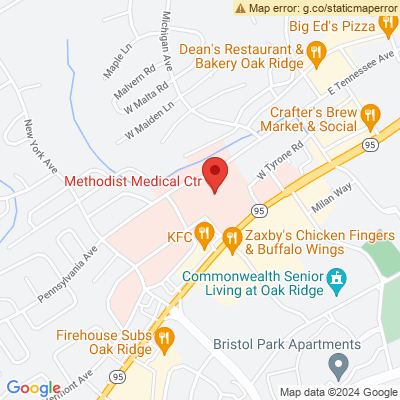 Map error: g.co/staticmaperror
Big Ed's Pizza
Dean's Restaurant &
Bakery Oak Ridge
Michigan Ave
Maple Ln
Malvern Rd
W Malta Rd
W Maiden Ln
E Tennessee Ave
Crafter's Brew
Market & Social
New York Ave
W Tyrone Rd
95
Methodist Medical Ctr
Milan Way
95
KFC
Zaxby's Chicken Fingers
& Buffalo Wings
Pennsylvania Ave
Commonwealth Senior
Living at Oak Ridge
Firehouse Subs
Oak Ridge
Bristol Park Apartments
95
Google
Map data ©2024 Google